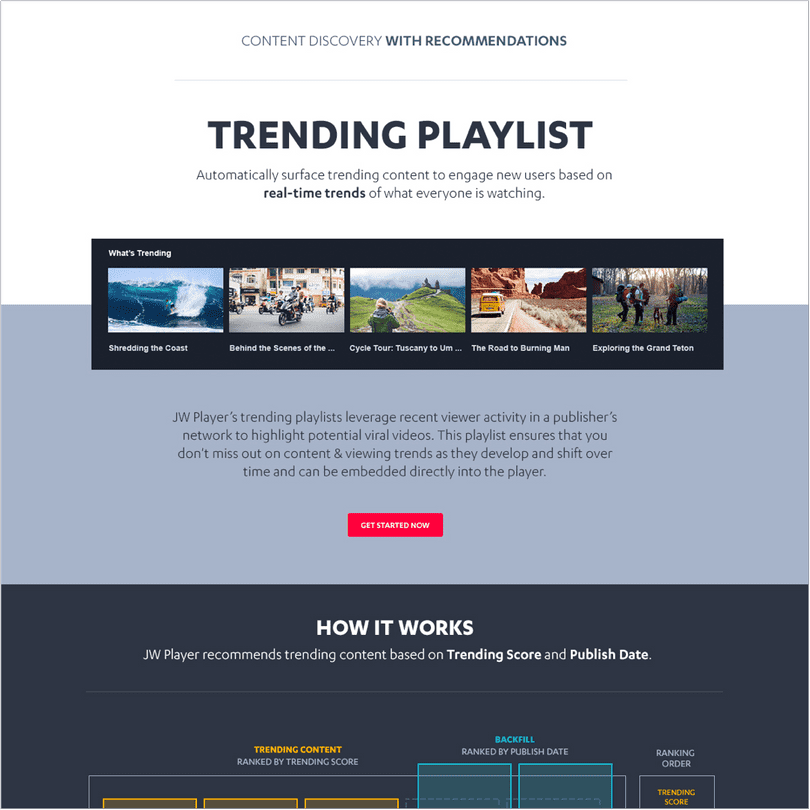 CONTENT DISCOVERY WITH RECOMMENDATIONS
TRENDING PLAYLIST
Automatically surface trending content to engage new users based on
real-time trends of what everyone is watching.
What's Trending
Shredding the Coast
Behind the Scenes of the ...
Cycle Tour: Tuscany to Um ...
The Road to Burning Man
Exploring the Grand Teton
JW Player's trending playlists leverage recent viewer activity in a publisher's
network to highlight potential viral videos. This playlist ensures that you
don't miss out on content & viewing trends as they develop and shift over
time and can be embedded directly into the player.
GET STARTED NOW
HOW IT WORKS
JW Player recommends trending content based on Trending Score and Publish Date.
TRENDING CONTENT
RANKED BY TRENDING SCORE
BACKFILL
RANKED BY PUBLISH DATE
RANKING
ORDER
TRENDING
SCORE